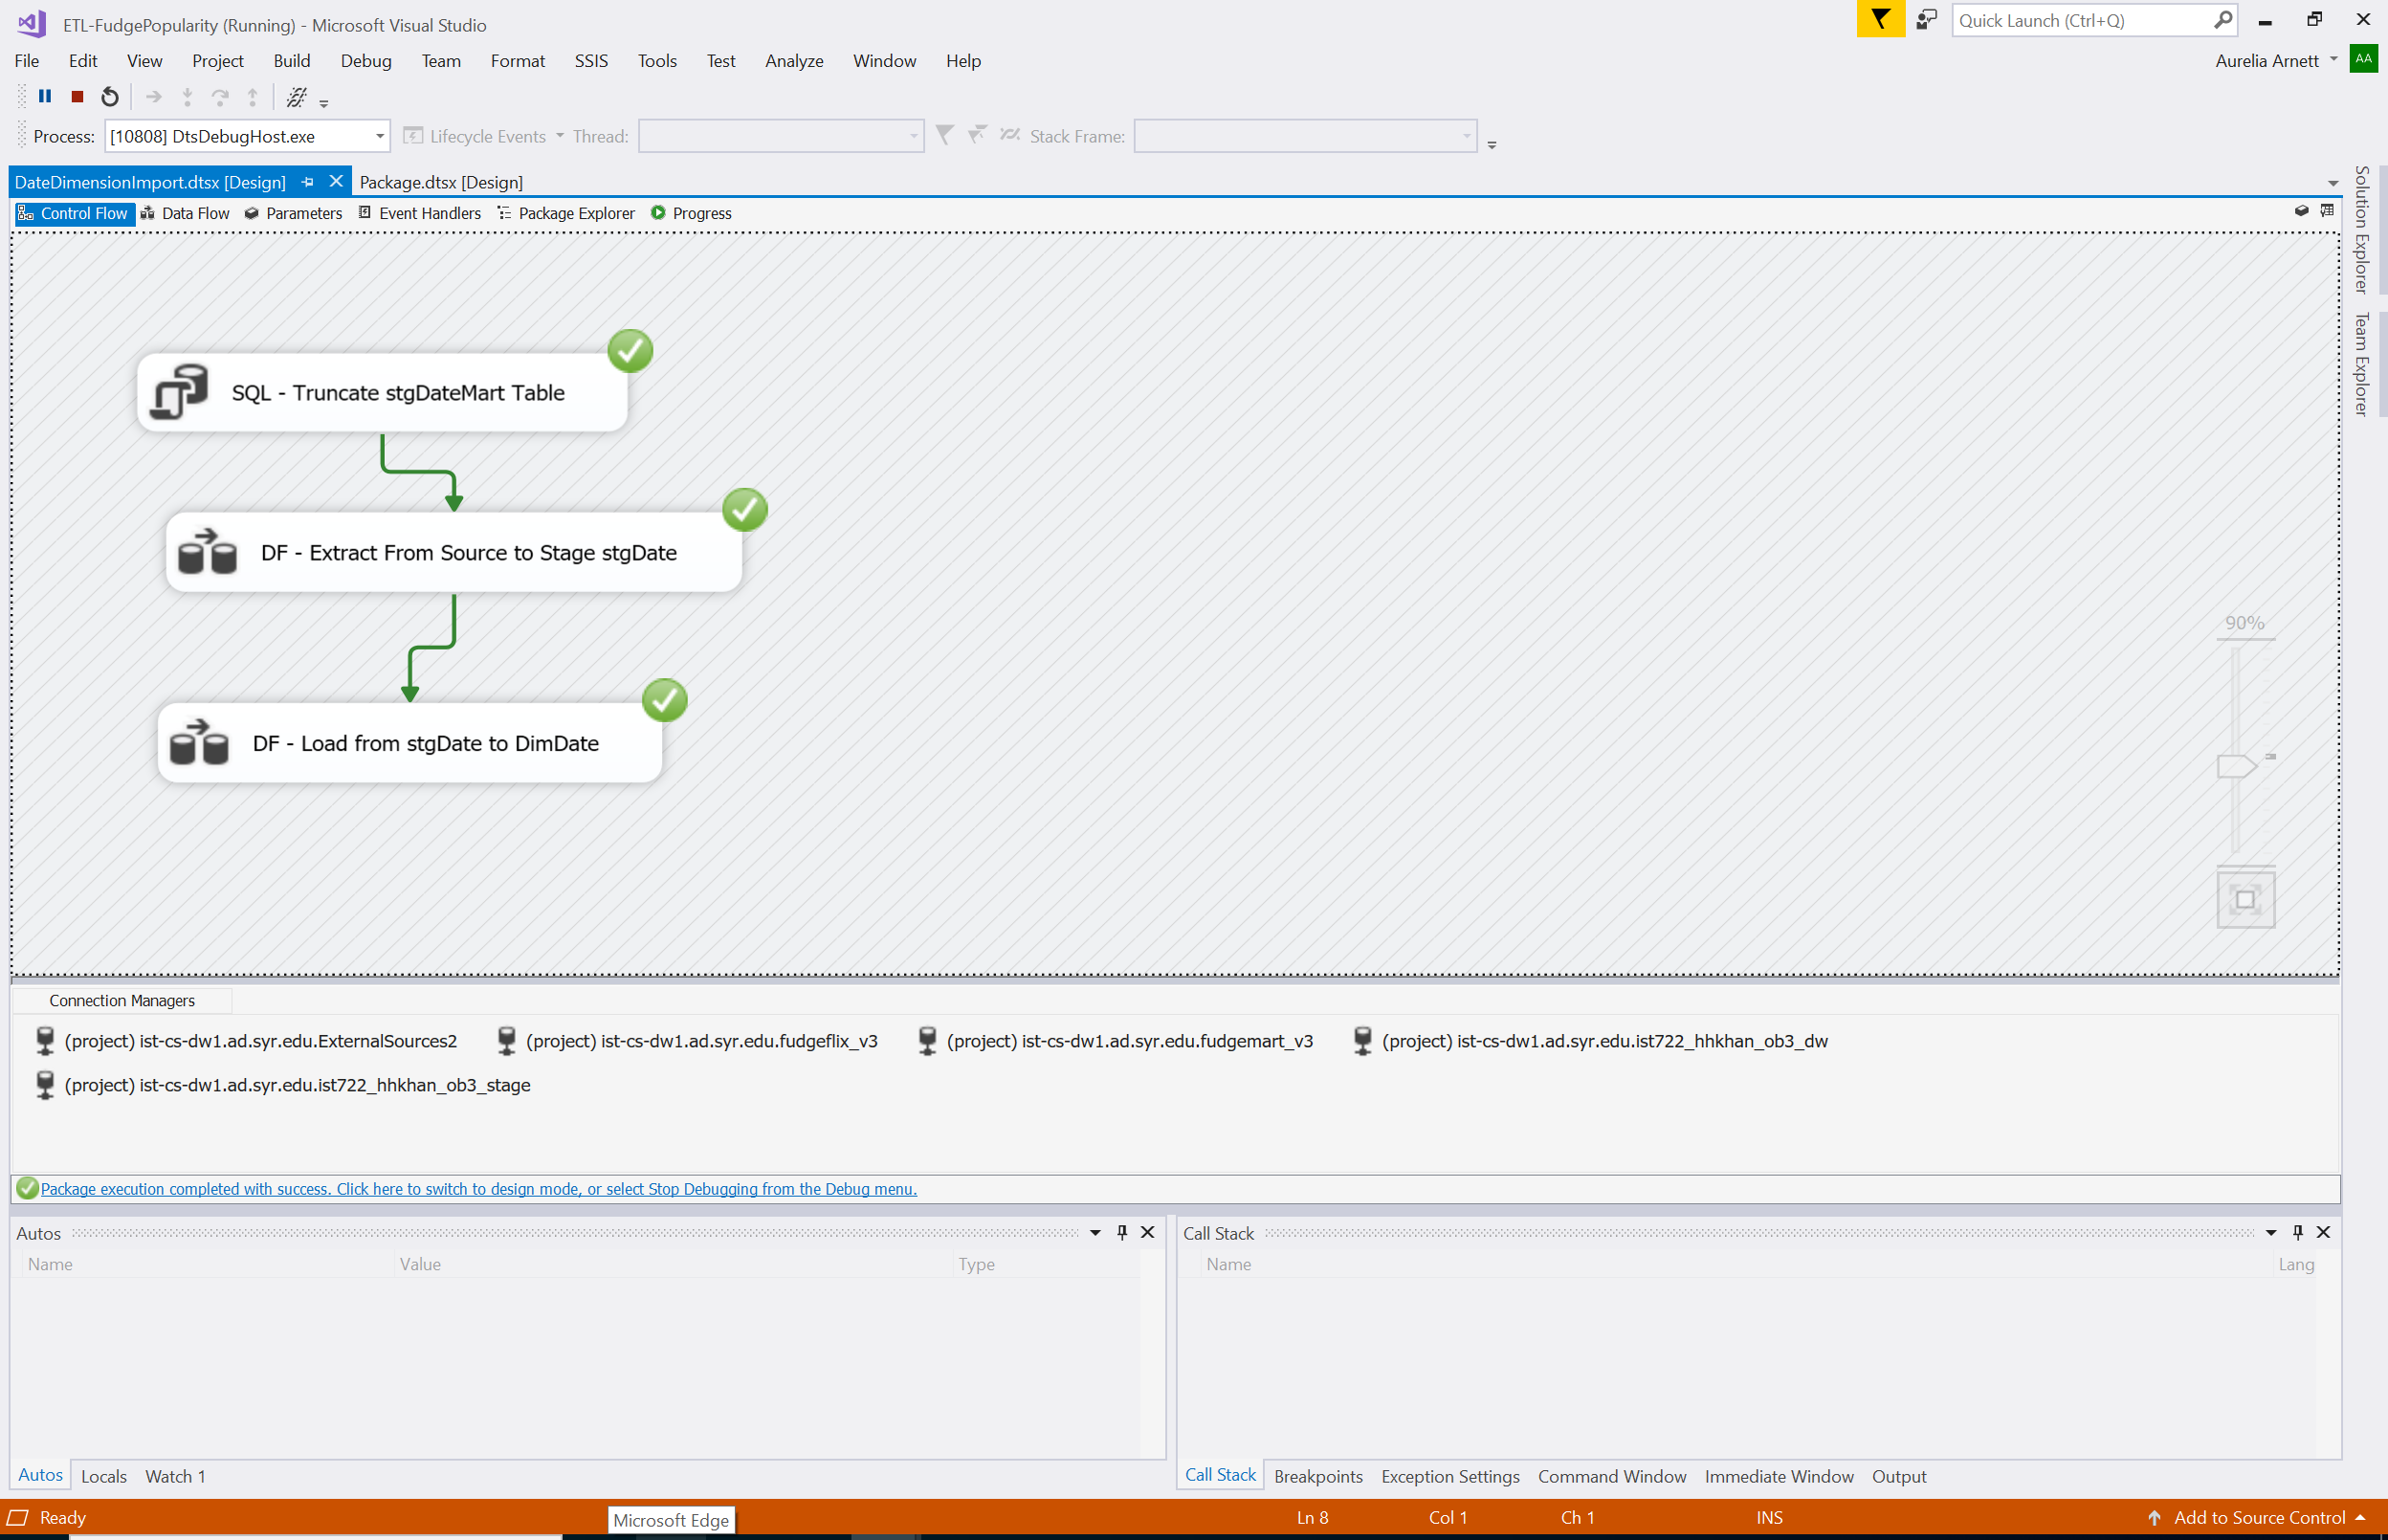 ETL-FudgePopularity (Running) - Microsoft Visual Studio
Quick Launch (Ctrl+Q)
File Edit View Project Build Debug Team Format SSIS Tools Test Analyze Window Help
Aurelia Arnett AA
Process: [10808] DtsDebugHost.exe Lifecycle Events Thread: Stack Frame:
DateDimensionImport.dtsx [Design] Package.dtsx [Design]
Control Flow Data Flow Parameters Event Handlers Package Explorer Progress
Solution Explorer
Team Explorer
SQL - Truncate stgDateMart Table
DF - Extract From Source to Stage stgDate
90%
DF - Load from stgDate to DimDate
Connection Managers
(project) ist-cs-dw1.ad.syr.edu.ExternalSources2 (project) ist-cs-dw1.ad.syr.edu.fudgeflix_v3 (project) ist-cs-dw1.ad.syr.edu.fudgemart_v3 (project) ist-cs-dw1.ad.syr.edu.ist722_hhkhan_ob3_dw
(project) ist-cs-dw1.ad.syr.edu.ist722_hhkhan_ob3_stage
Package execution completed with success. Click here to switch to design mode, or select Stop Debugging from the Debug menu.
Autos
Name Value Type
Call Stack
Name Lang
Autos Locals Watch 1
Call Stack Breakpoints Exception Settings Command Window Immediate Window Output
Ready Ln 8 Col 1 Ch 1 INS Add to Source Control
Microsoft Edge